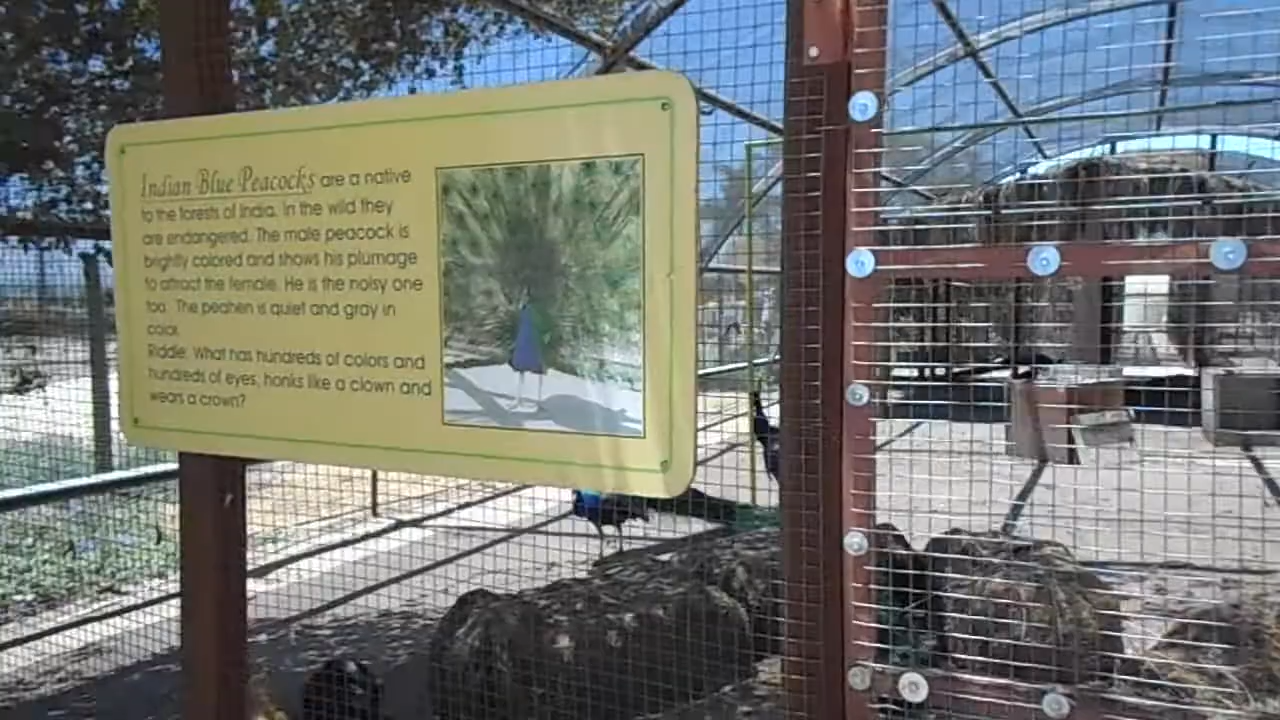 Indian Blue Peacocks are a native
to the forests of India. In the wild they
are endangered. The male peacock is
brightly colored and shows his plumage
to attract the female. He is the noisy one
too. The peahen is quiet and gray in
color.
Riddle: What has hundreds of colors and
hundreds of eyes, honks like a clown and
wears a crown?